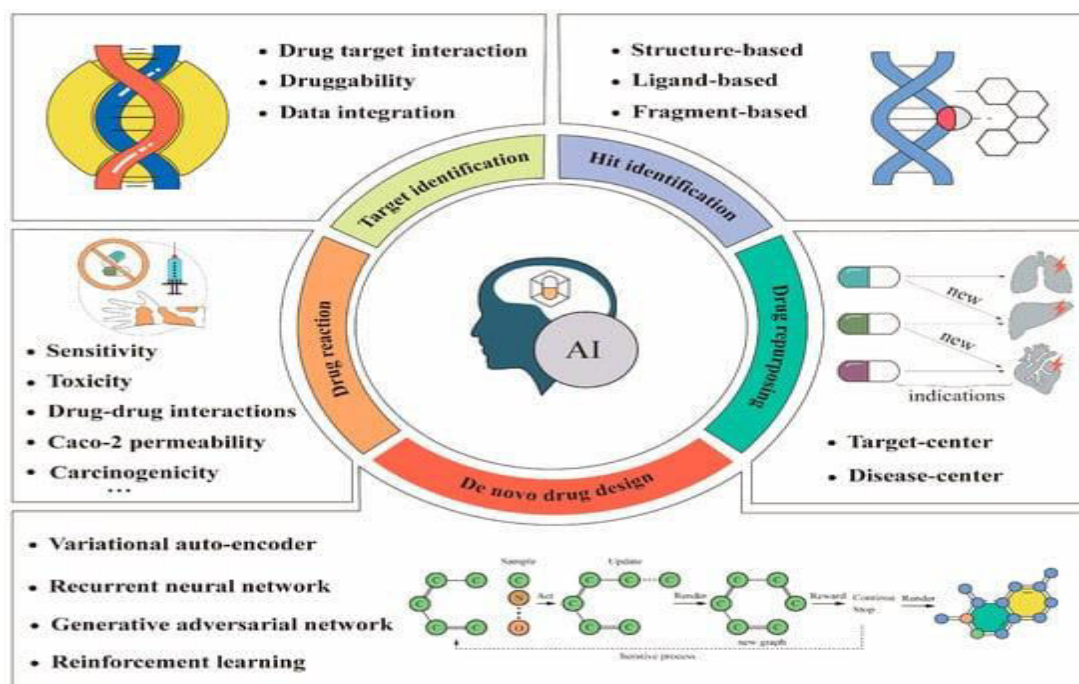 • Drug target interaction
• Druggability
• Data integration
• Structure-based
• Ligand-based
• Fragment-based
Target identification
Hit identification
Drug reaction
Drug repurposing
De novo drug design
AI
• Sensitivity
• Toxicity
• Drug-drug interactions
• Caco-2 permeability
• Carcinogenicity
...
new
new
indications
• Target-center
• Disease-center
• Variational auto-encoder
• Recurrent neural network
• Generative adversarial network
• Reinforcement learning
Sample
Update
C C C
C N
C O
C C
Act
C C C C
C
C
C C
Render
C C
C C
C C
new graph
Reward
Continue
Stop
Render
Iterative process